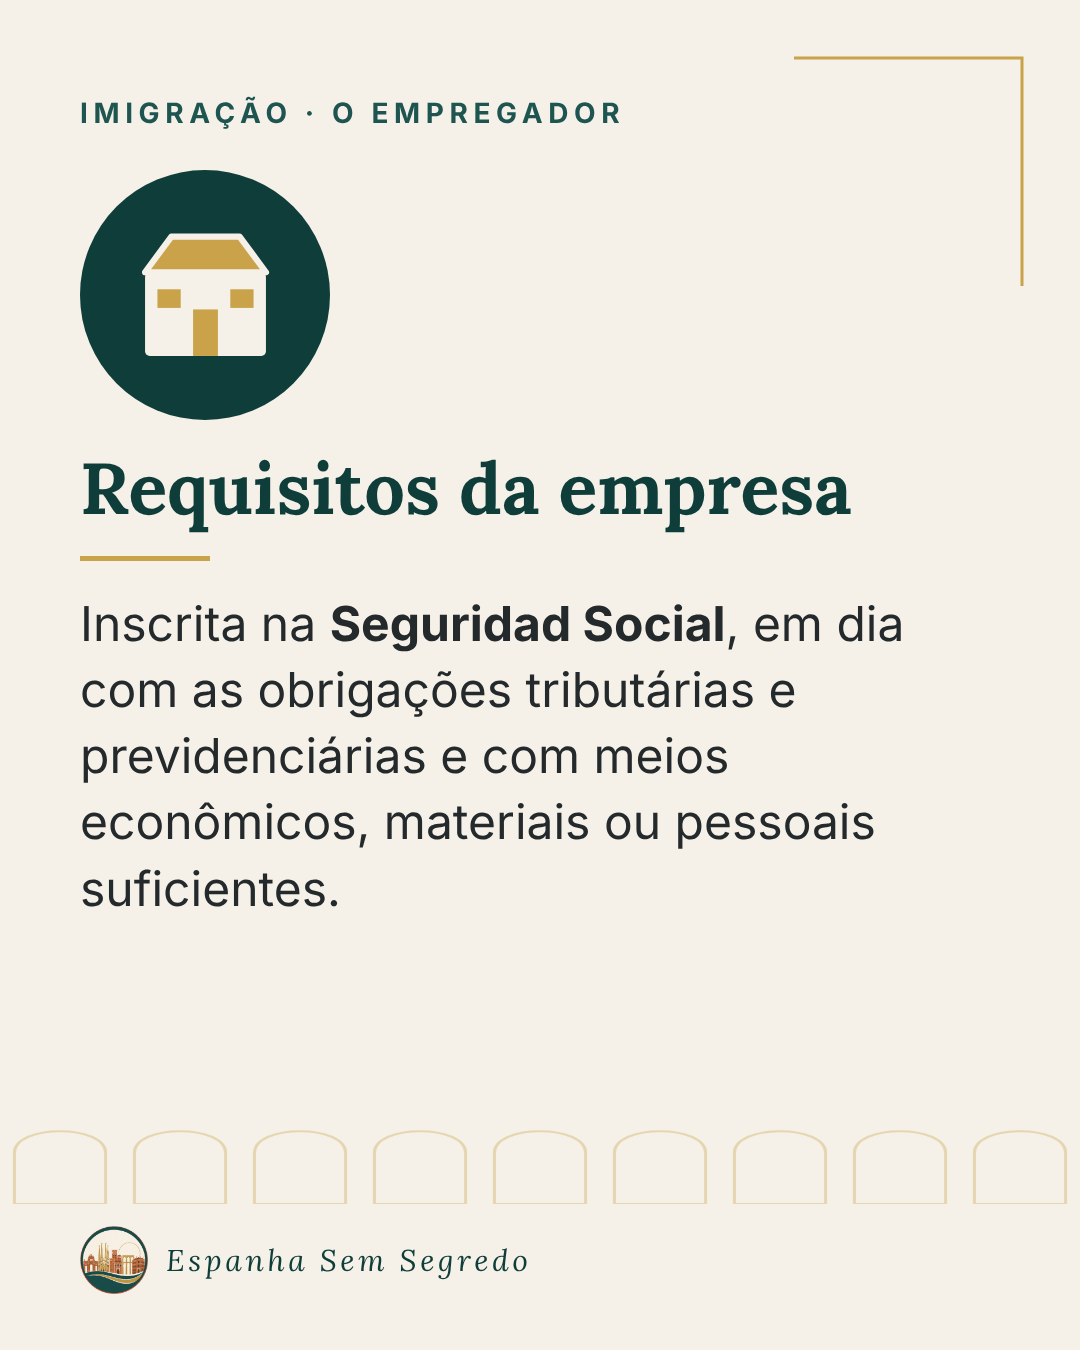 IMIGRAÇÃO · O EMPREGADOR
Requisitos da empresa
Inscrita na Seguridad Social, em dia
com as obrigações tributárias e
previdenciárias e com meios
econômicos, materiais ou pessoais
suficientes.
Espanha Sem Segredo